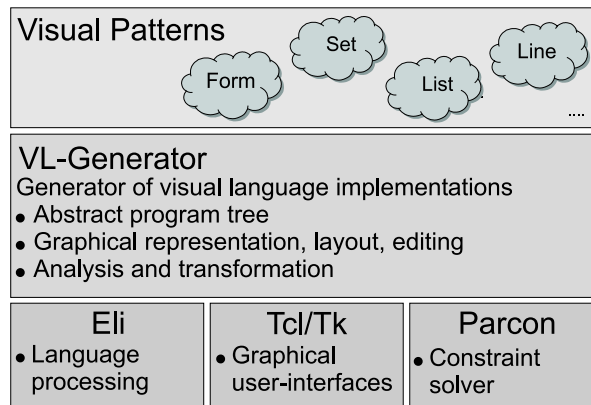 Visual Patterns
Form
Set
List
Line
....
VL-Generator
Generator of visual language implementations
• Abstract program tree
• Graphical representation, layout, editing
• Analysis and transformation
Eli
• Language
processing
Tcl/Tk
• Graphical
user-interfaces
Parcon
• Constraint
solver